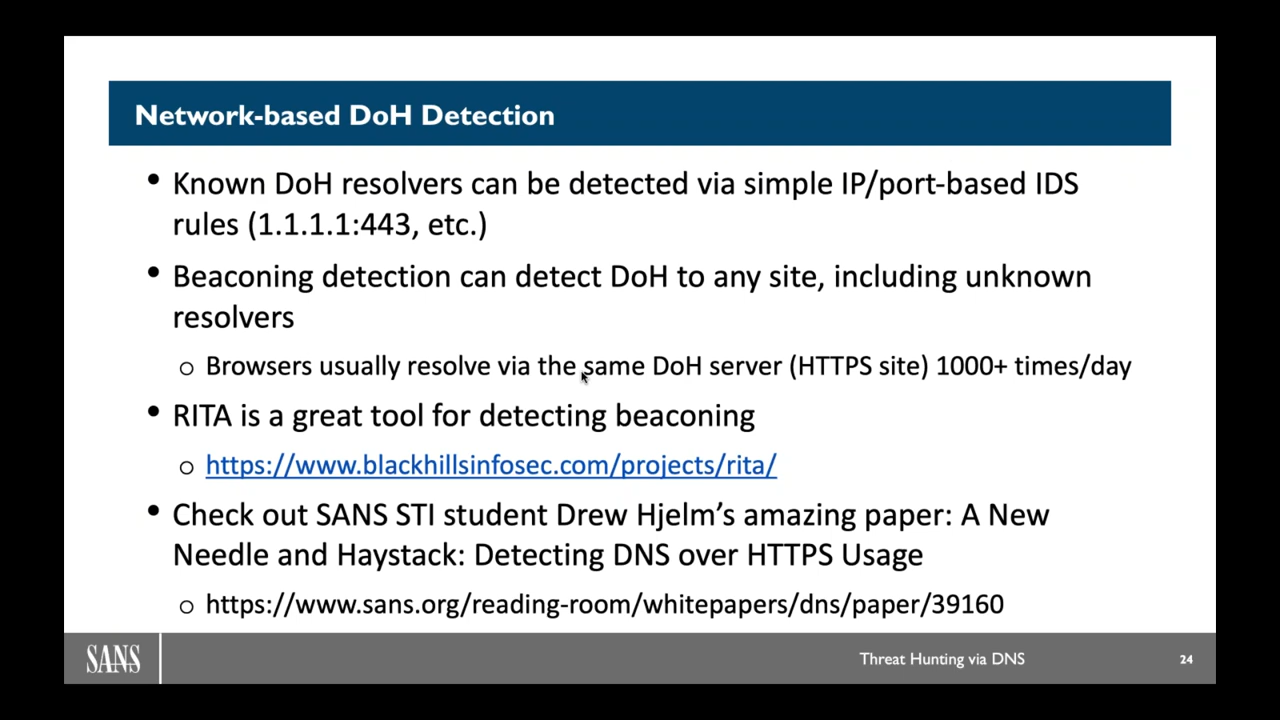 Network-based DoH Detection
• Known DoH resolvers can be detected via simple IP/port-based IDS
rules (1.1.1.1:443, etc.)
• Beaconing detection can detect DoH to any site, including unknown
resolvers
o Browsers usually resolve via the same DoH server (HTTPS site) 1000+ times/day
• RITA is a great tool for detecting beaconing
o https://www.blackhillsinfosec.com/projects/rita/
• Check out SANS STI student Drew Hjelm’s amazing paper: A New
Needle and Haystack: Detecting DNS over HTTPS Usage
o https://www.sans.org/reading-room/whitepapers/dns/paper/39160
SANS
Threat Hunting via DNS
24